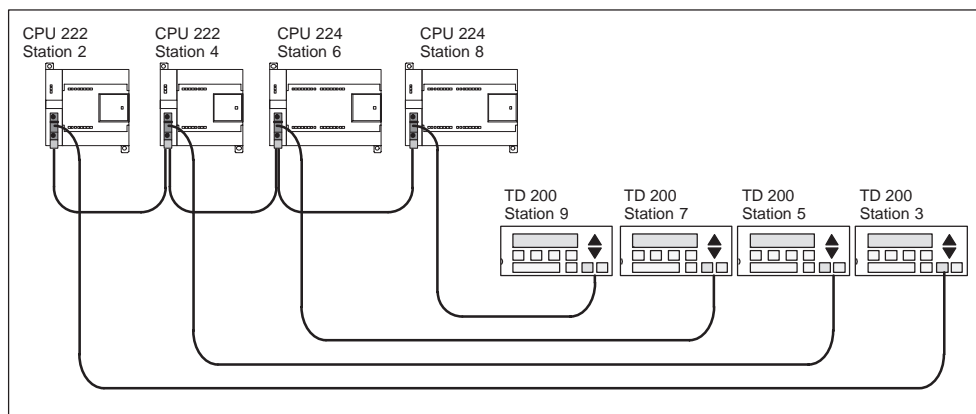 CPU 222
Station 2
CPU 222
Station 4
CPU 224
Station 6
CPU 224
Station 8
TD 200
Station 9
TD 200
Station 7
TD 200
Station 5
TD 200
Station 3